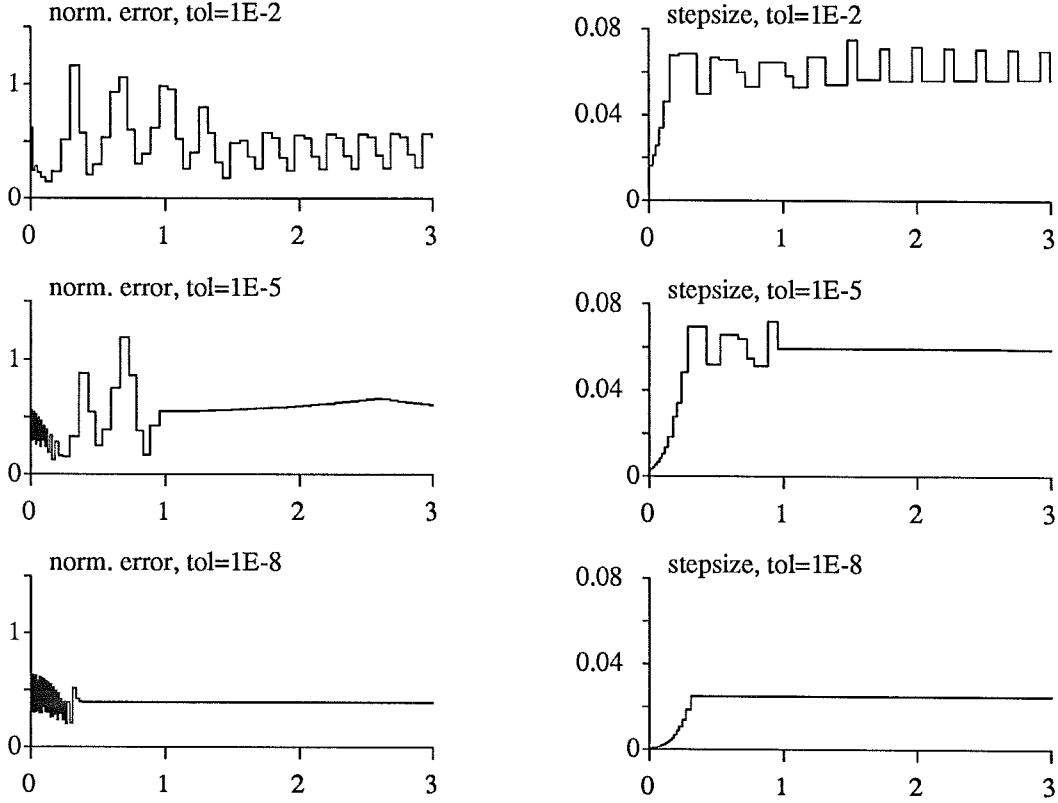 norm. error, tol=1E-2
1
0
0 1 2 3
stepsize, tol=1E-2
0.08
0.04
0
0 1 2 3
norm. error, tol=1E-5
1
0
0 1 2 3
stepsize, tol=1E-5
0.08
0.04
0
0 1 2 3
norm. error, tol=1E-8
1
0
0 1 2 3
stepsize, tol=1E-8
0.08
0.04
0
0 1 2 3